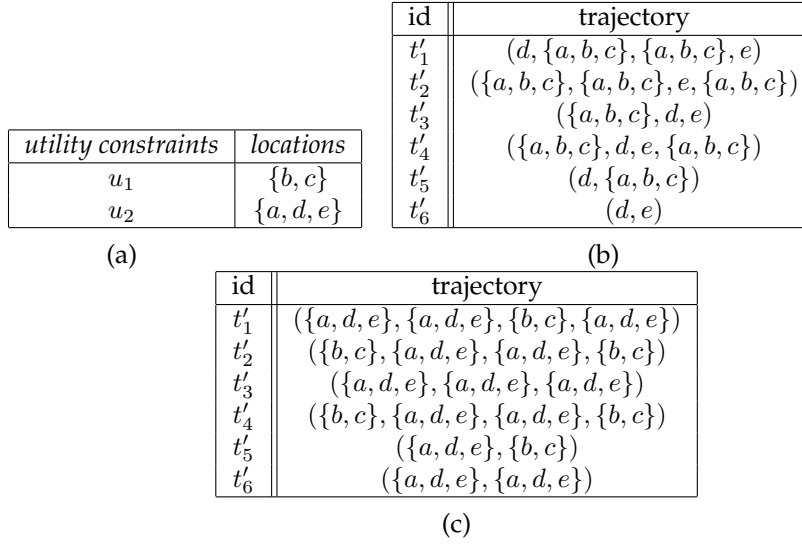 utility constraints locations
u1 {b, c}
u2 {a, d, e}
(a)
id trajectory
t′1 (d, {a, b, c}, {a, b, c}, e)
t′2 ({a, b, c}, {a, b, c}, e, {a, b, c})
t′3 ({a, b, c}, d, e)
t′4 ({a, b, c}, d, e, {a, b, c})
t′5 (d, {a, b, c})
t′6 (d, e)
(b)
id trajectory
t′1 ({a, d, e}, {a, d, e}, {b, c}, {a, d, e})
t′2 ({b, c}, {a, d, e}, {a, d, e}, {b, c})
t′3 ({a, d, e}, {a, d, e}, {a, d, e})
t′4 ({b, c}, {a, d, e}, {a, d, e}, {b, c})
t′5 ({a, d, e}, {b, c})
t′6 ({a, d, e}, {a, d, e})
(c)